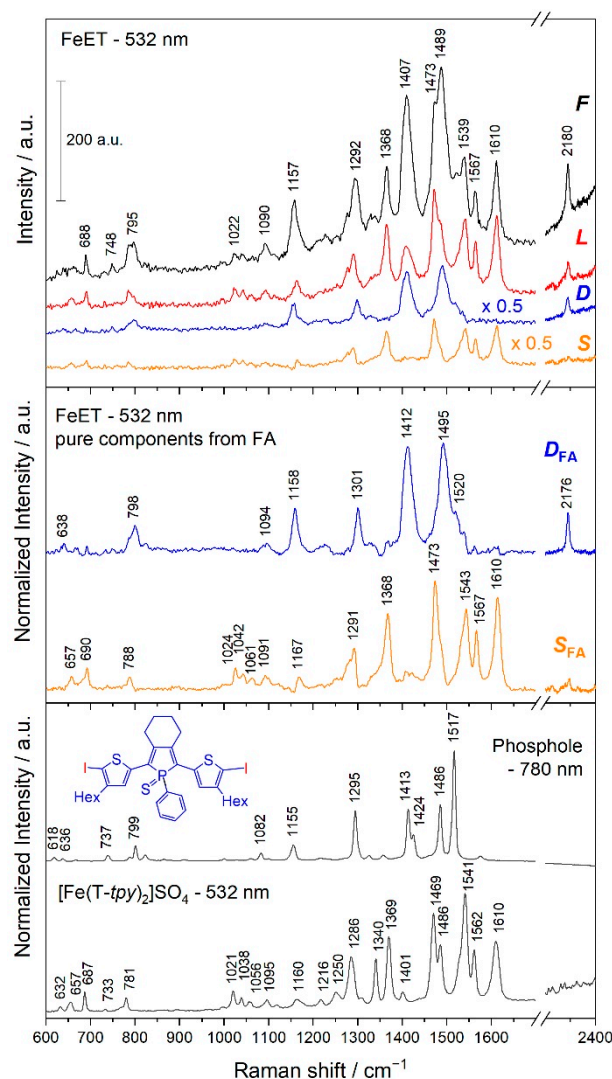 FeET - 532 nm
200 a.u.
Intensity / a.u.
688
748
795
1022
1090
1157
1292
1368
1407
1473
1489
1539
1567
1610
2180
F
L
D
x 0.5
S
x 0.5
FeET - 532 nm
pure components from FA
Normalized Intensity / a.u.
638
798
1094
1158
1301
1412
1495
1520
2176
D_FA
657
690
788
1024
1042
1061
1091
1167
1291
1368
1473
1543
1567
1610
S_FA
Normalized Intensity / a.u.
Phosphole
- 780 nm
S
I
S
I
S
P
Hex
Hex
618
636
737
799
1082
1155
1295
1413
1424
1486
1517
[Fe(T-tpy)₂]SO₄ - 532 nm
632
657
687
733
781
1021
1038
1056
1095
1160
1216
1250
1286
1340
1369
1401
1469
1486
1541
1562
1610
600 700 800 900 1000 1100 1200 1300 1400 1500 1600 2400
Raman shift / cm⁻¹